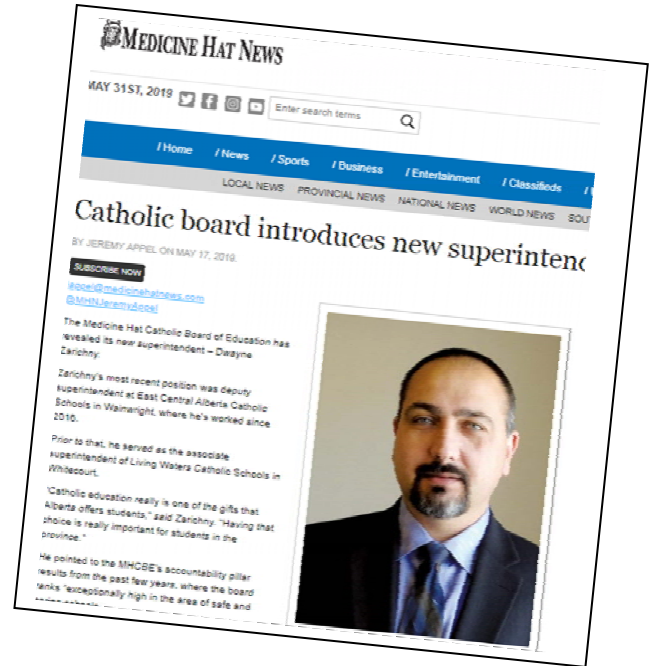 MEDICINE HAT NEWS
MAY 31ST, 2019
Enter search terms
/ Home / News / Sports / Business / Entertainment / Classifieds /
LOCAL NEWS PROVINCIAL NEWS NATIONAL NEWS WORLD NEWS SOU
Catholic board introduces new superintend
BY JEREMY APPEL ON MAY 17, 2019.
SUBSCRIBE NOW
jappel@medicinehatnews.com
@MHNJeremyAppel
The Medicine Hat Catholic Board of Education has
revealed its new superintendent – Dwayne
Zarichny.
Zarichny's most recent position was deputy
superintendent at East Central Alberta Catholic
Schools in Wainwright, where he's worked since
2016.
Prior to that, he served as the associate
superintendent of Living Waters Catholic Schools in
Whitecourt.
"Catholic education really is one of the gifts that
Alberta offers students," said Zarichny. "Having that
choice is really important for students in the
province."
He pointed to the MHCBE's accountability pillar
results from the past few years, where the board
ranks "exceptionally high in the area of safe and